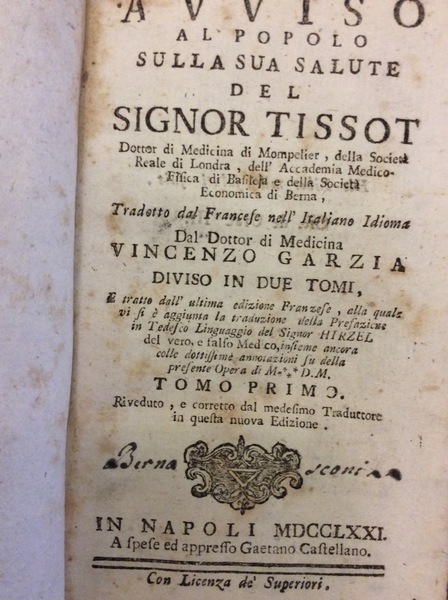 AVVISO
AL POPOLO
SULLA SUA SALUTE
DEL
SIGNOR TISSOT
Dottor di Medicina di Mompelier, della Società
Reale di Londra, dell' Accademia Medico-
Fisica di Basilea e della Società
Economica di Berna,
Tradotto dal Franceſe nell' Italiano Idioma
Dal Dottor di Medicina
VINCENZO GARZIA
DIVISO IN DUE TOMI,
E tratto dall' ultima edizione Franzeſe, alla quale
vi ſi è aggiunta la traduzione della Prefazione
in Tedeſco Linguaggio del Signor HIRZEL
del vero, e falſo Medico, inſieme ancora
colle dottiſſime annotazioni ſu della
preſente Opera di M.*.* D.M.
TOMO PRIMO.
Riveduto, e corretto dal medeſimo Traduttore
in queſta nuova Edizione.
Berna sconi
IN NAPOLI MDCCLXXI.
A ſpeſe ed appreſſo Gaetano Caſtellano.
Con Licenza de' Superiori.